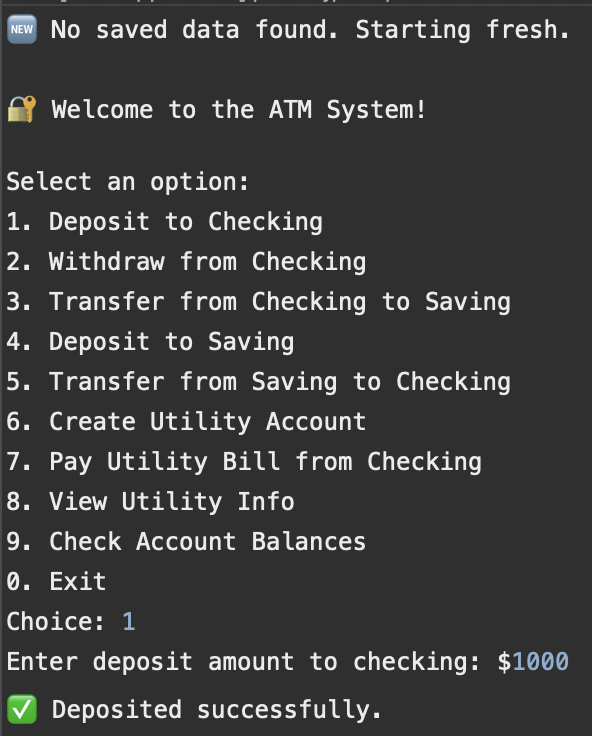 🆕 No saved data found. Starting fresh.
🔐 Welcome to the ATM System!
Select an option:
1. Deposit to Checking
2. Withdraw from Checking
3. Transfer from Checking to Saving
4. Deposit to Saving
5. Transfer from Saving to Checking
6. Create Utility Account
7. Pay Utility Bill from Checking
8. View Utility Info
9. Check Account Balances
0. Exit
Choice: 1
Enter deposit amount to checking: $1000
✅ Deposited successfully.